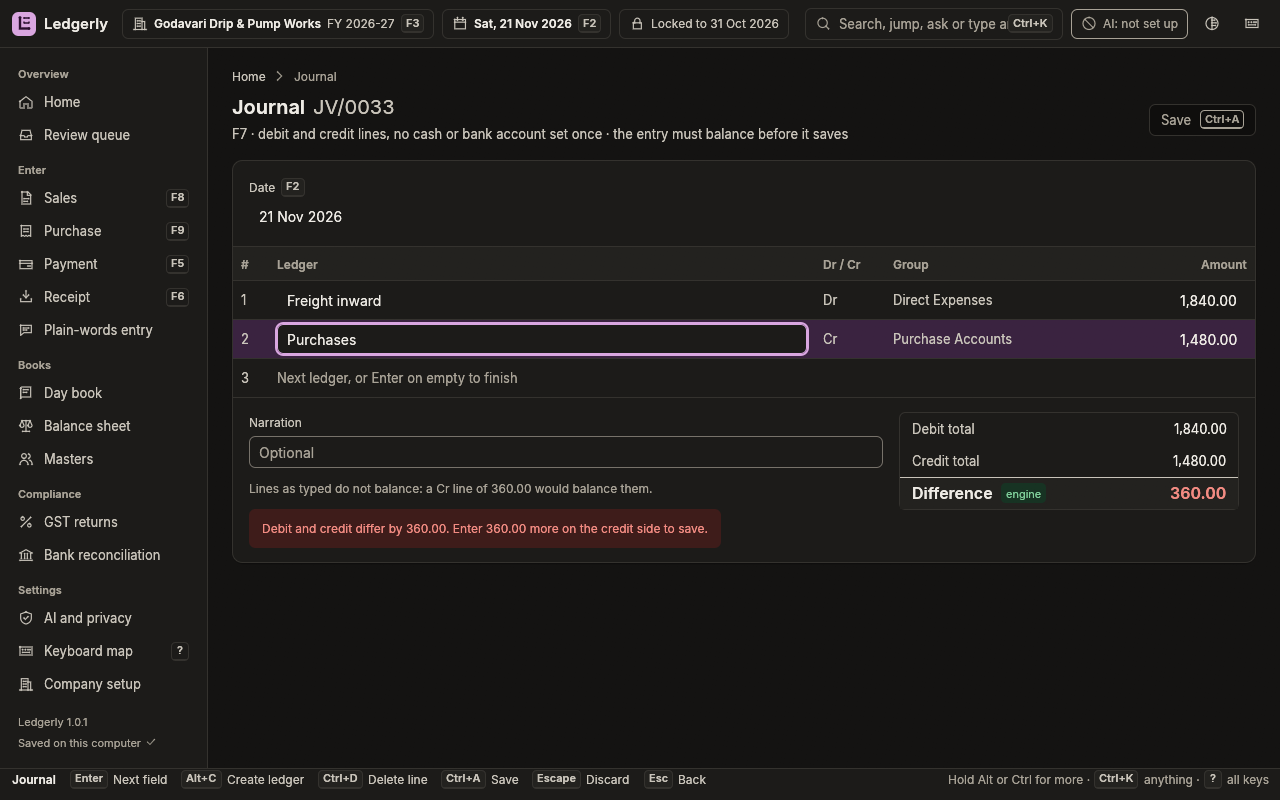 Ledgerly
Godavari Drip & Pump Works FY 2026-27 F3
Sat, 21 Nov 2026 F2
Locked to 31 Oct 2026
Search, jump, ask or type a Ctrl+K
AI: not set up
Overview
Home
Review queue
Enter
Sales F8
Purchase F9
Payment F5
Receipt F6
Plain-words entry
Books
Day book
Balance sheet
Masters
Compliance
GST returns
Bank reconciliation
Settings
AI and privacy
Keyboard map ?
Company setup
Ledgerly 1.0.1
Saved on this computer
Home Journal
Journal JV/0033
F7 · debit and credit lines, no cash or bank account set once · the entry must balance before it saves
Save Ctrl+A
Date F2
21 Nov 2026
# Ledger Dr / Cr Group Amount
1 Freight inward Dr Direct Expenses 1,840.00
2 Purchases Cr Purchase Accounts 1,480.00
3 Next ledger, or Enter on empty to finish
Narration
Optional
Lines as typed do not balance: a Cr line of 360.00 would balance them.
Debit and credit differ by 360.00. Enter 360.00 more on the credit side to save.
Debit total 1,840.00
Credit total 1,480.00
Difference engine 360.00
Journal Enter Next field Alt+C Create ledger Ctrl+D Delete line Ctrl+A Save Escape Discard Esc Back
Hold Alt or Ctrl for more · Ctrl+K anything · ? all keys